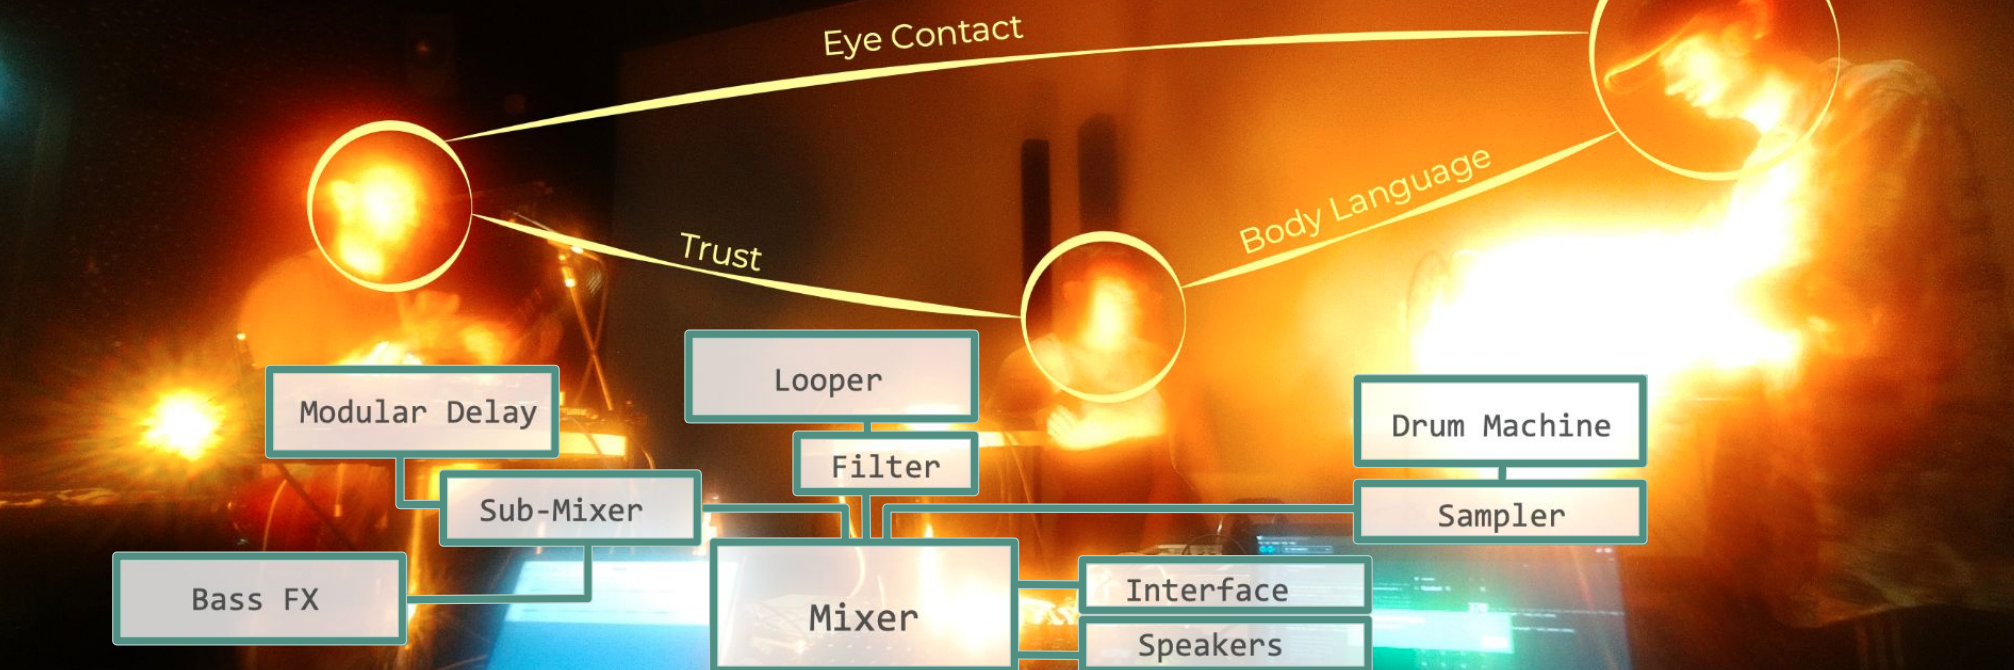 Eye Contact
Body Language
Trust
Looper
Modular Delay
Drum Machine
Filter
Sub-Mixer
Sampler
Bass FX
Mixer
Interface
Speakers